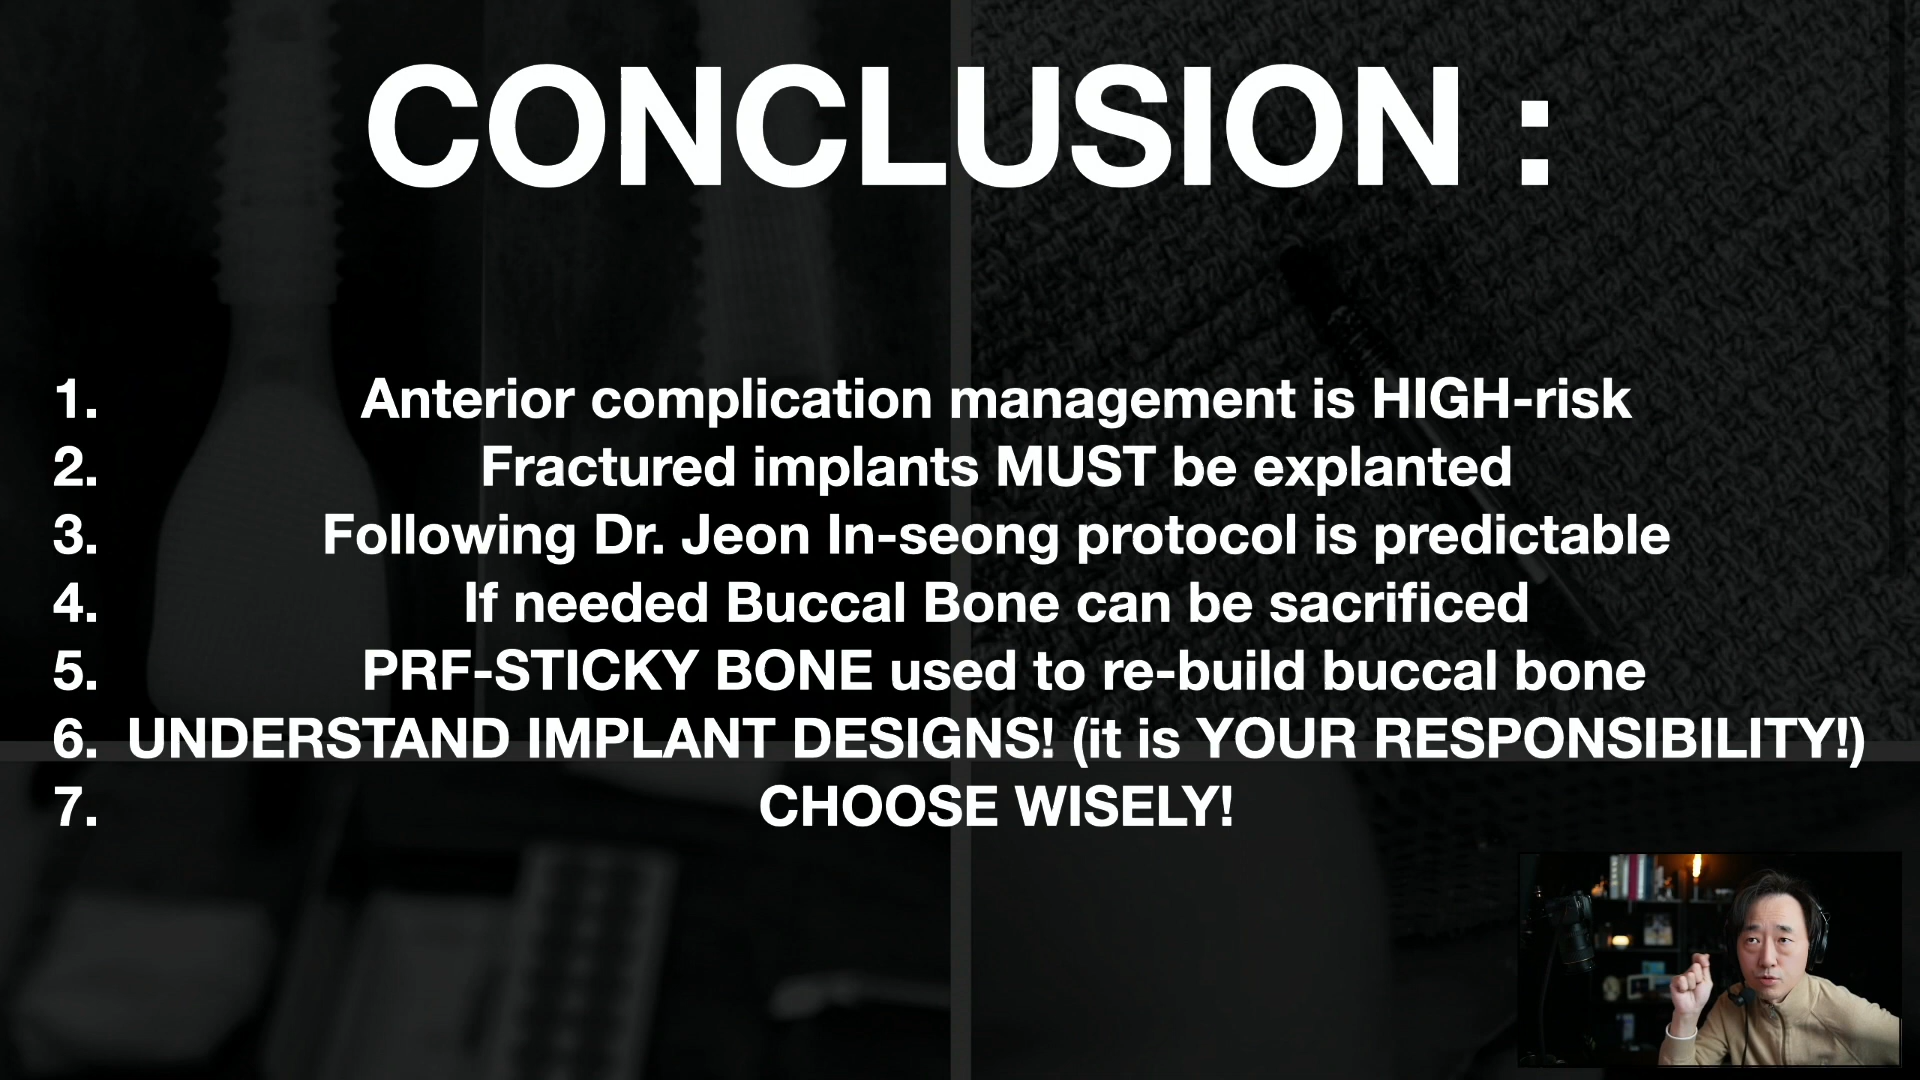 CONCLUSION :
1. Anterior complication management is HIGH-risk
2. Fractured implants MUST be explanted
3. Following Dr. Jeon In-seong protocol is predictable
4. If needed Buccal Bone can be sacrificed
5. PRF-STICKY BONE used to re-build buccal bone
6. UNDERSTAND IMPLANT DESIGNS! (it is YOUR RESPONSIBILITY!)
7. CHOOSE WISELY!